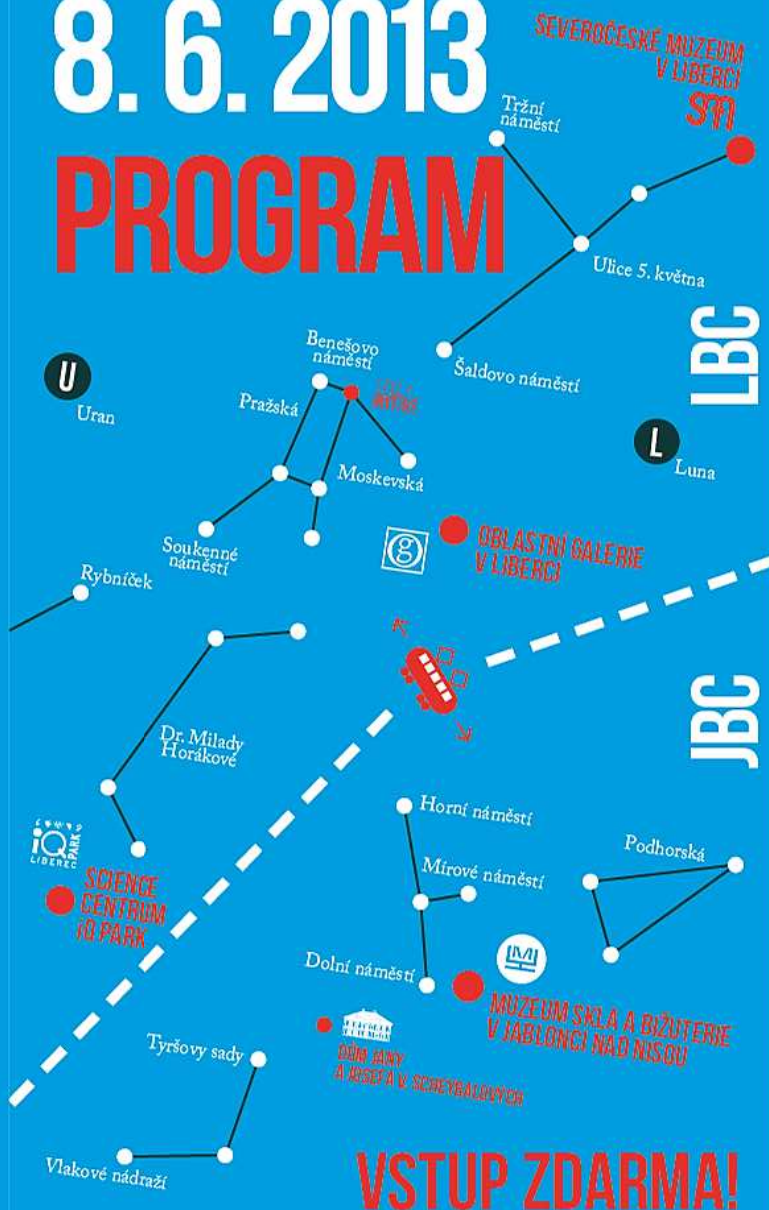 8. 6. 2013
PROGRAM
SEVEROČESKÉ MUZEUM
V LIBERCI
sm
Tržní
náměstí
Ulice 5. května
Šaldovo náměstí
LBC
Benešovo
náměstí
Pražská
Moskevská
Soukenné
náměstí
U
Uran
L
Luna
g
OBLASTNÍ GALERIE
V LIBERCI
Rybníček
Dr. Milady
Horákové
JBC
iQ
PARK
LIBEREC
SCIENCE
CENTRUM
iQ PARK
Horní náměstí
Mírové náměstí
Podhorská
Dolní náměstí
MUZEUM SKLA A BIŽUTERIE
V JABLONCI NAD NISOU
DŮM JANY
A JOSEFA V. SCHEYBALOVÝCH
Tyršovy sady
Vlakové nádraží
VSTUP ZDARMA!